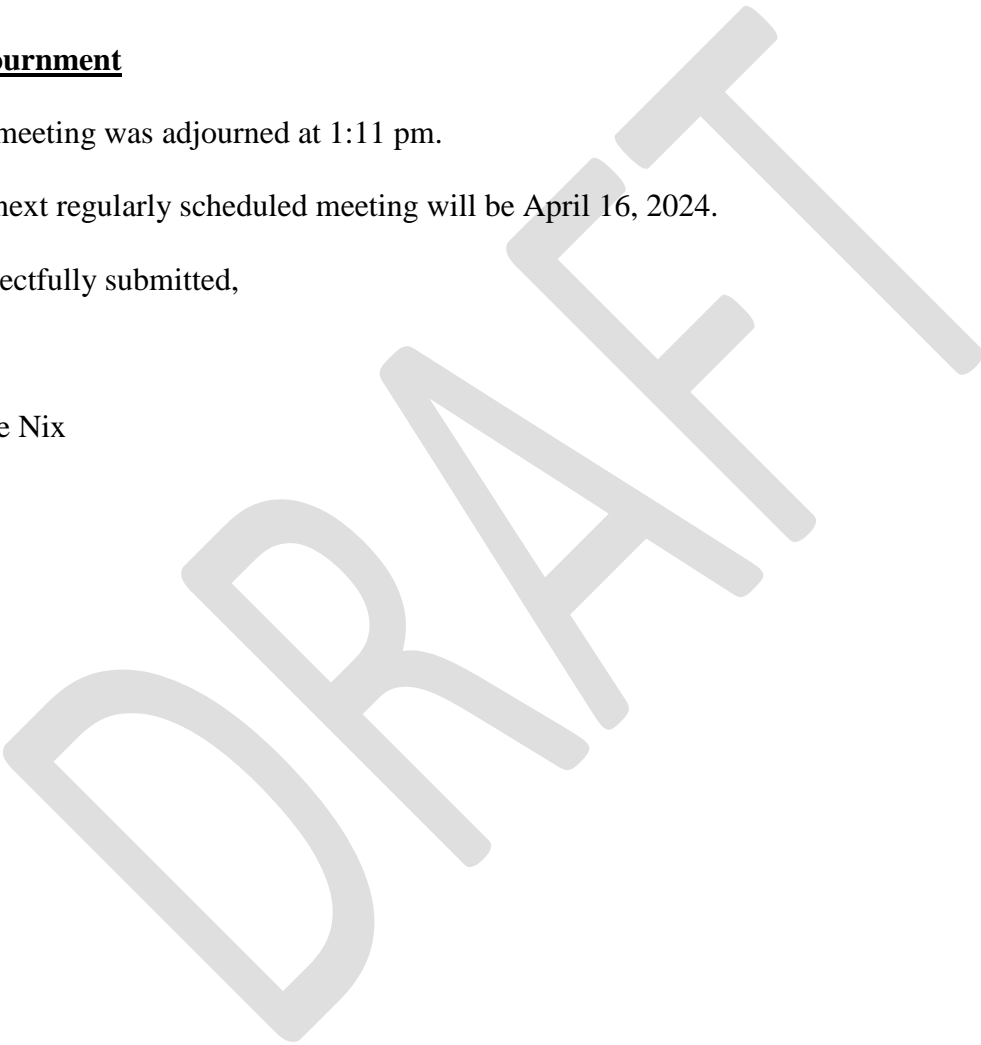 ournment
meeting was adjourned at 1:11 pm.
next regularly scheduled meeting will be April 16, 2024.
ectfully submitted,
e Nix
DRAFT